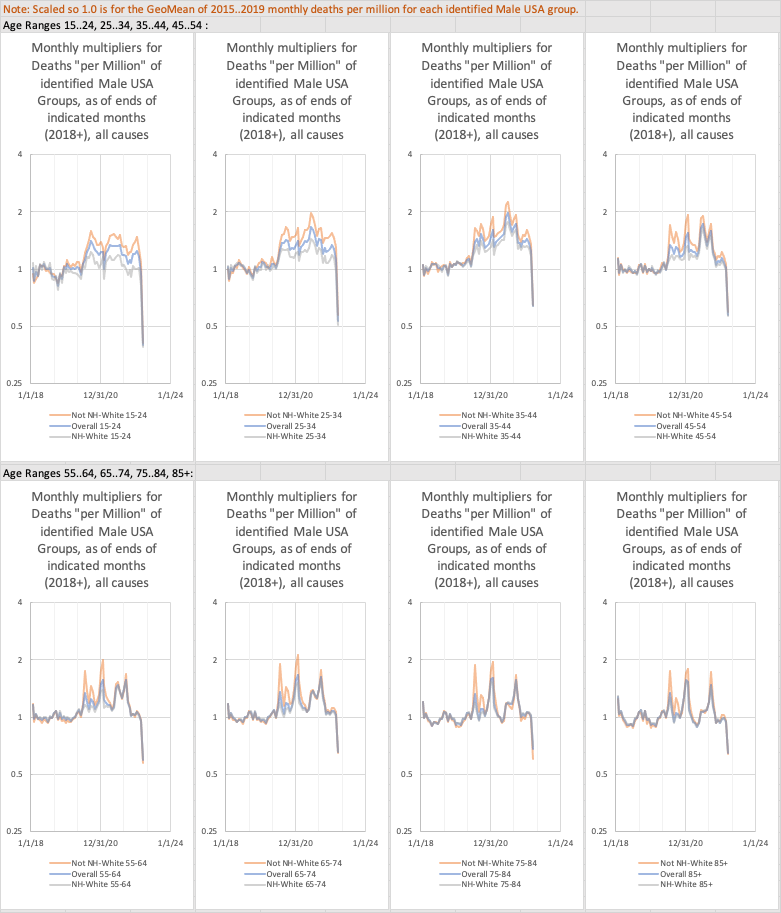 Note: Scaled so 1.0 is for the GeoMean of 2015..2019 monthly deaths per million for each identified Male USA group.
Age Ranges 15..24, 25..34, 35..44, 45..54 :
Monthly multipliers for
Deaths "per Million" of
identified Male USA
Groups, as of ends of
indicated months
(2018+), all causes
4
2
1
0.5
0.25
1/1/18
12/31/20
1/1/24
Not NH-White 15-24
Overall 15-24
NH-White 15-24
Monthly multipliers for
Deaths "per Million" of
identified Male USA
Groups, as of ends of
indicated months
(2018+), all causes
4
2
1
0.5
0.25
1/1/18
12/31/20
1/1/24
Not NH-White 25-34
Overall 25-34
NH-White 25-34
Monthly multipliers for
Deaths "per Million" of
identified Male USA
Groups, as of ends of
indicated months
(2018+), all causes
4
2
1
0.5
0.25
1/1/18
12/31/20
1/1/24
Not NH-White 35-44
Overall 35-44
NH-White 35-44
Monthly multipliers for
Deaths "per Million" of
identified Male USA
Groups, as of ends of
indicated months
(2018+), all causes
4
2
1
0.5
0.25
1/1/18
12/31/20
1/1/24
Not NH-White 45-54
Overall 45-54
NH-White 45-54
Age Ranges 55..64, 65..74, 75..84, 85+:
Monthly multipliers for
Deaths "per Million" of
identified Male USA
Groups, as of ends of
indicated months
(2018+), all causes
4
2
1
0.5
0.25
1/1/18
12/31/20
1/1/24
Not NH-White 55-64
Overall 55-64
NH-White 55-64
Monthly multipliers for
Deaths "per Million" of
identified Male USA
Groups, as of ends of
indicated months
(2018+), all causes
4
2
1
0.5
0.25
1/1/18
12/31/20
1/1/24
Not NH-White 65-74
Overall 65-74
NH-White 65-74
Monthly multipliers for
Deaths "per Million" of
identified Male USA
Groups, as of ends of
indicated months
(2018+), all causes
4
2
1
0.5
0.25
1/1/18
12/31/20
1/1/24
Not NH-White 75-84
Overall 75-84
NH-White 75-84
Monthly multipliers for
Deaths "per Million" of
identified Male USA
Groups, as of ends of
indicated months
(2018+), all causes
4
2
1
0.5
0.25
1/1/18
12/31/20
1/1/24
Not NH-White 85+
Overall 85+
NH-White 85+